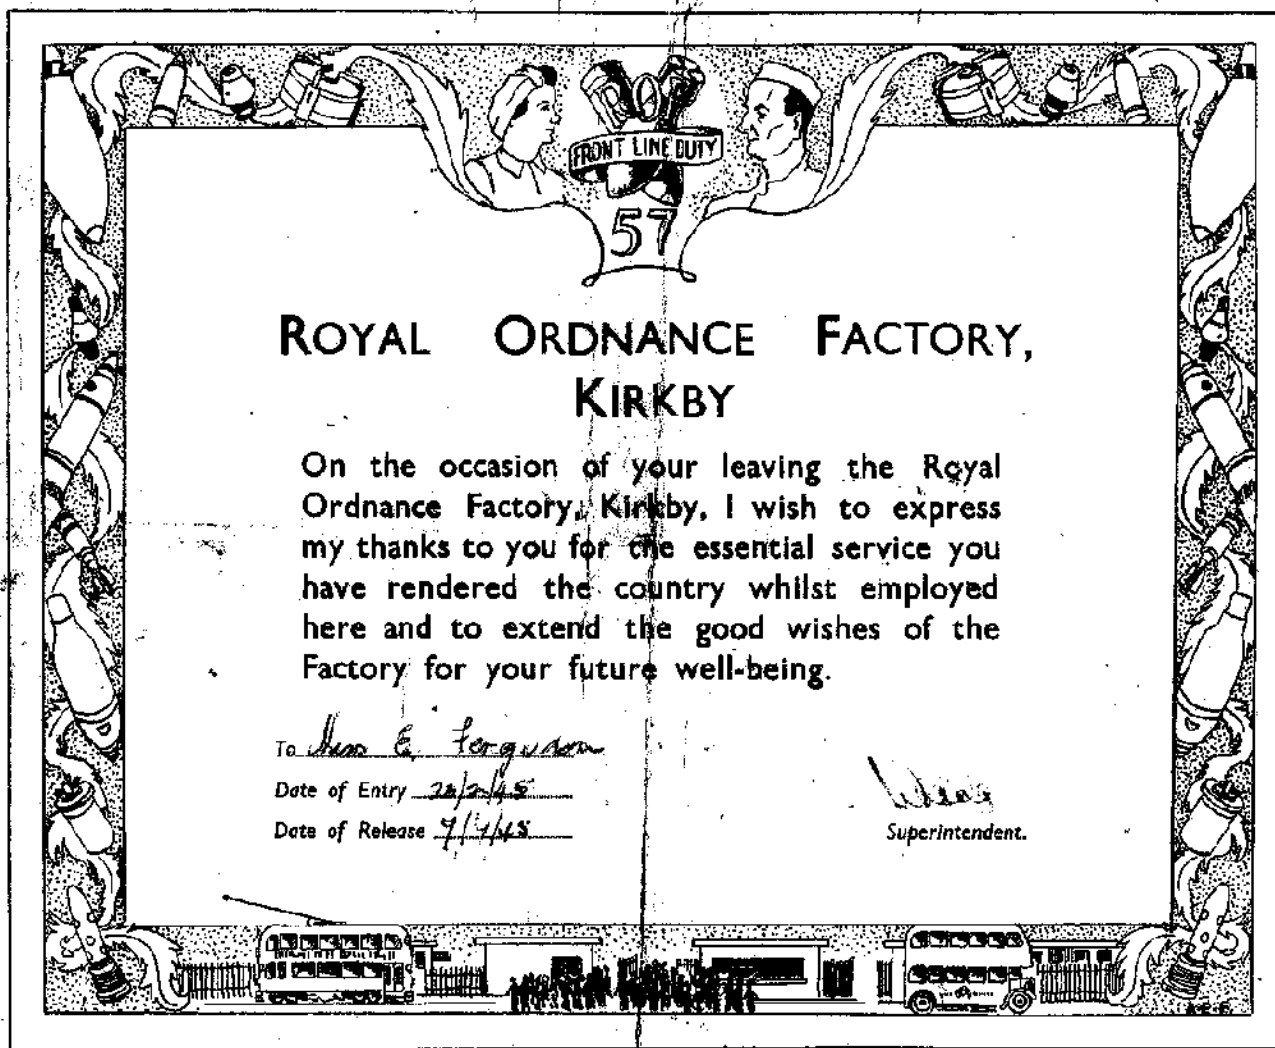 ROF
FRONT LINE DUTY
57
ROYAL ORDNANCE FACTORY,
KIRKBY
On the occasion of your leaving the Royal
Ordnance Factory, Kirkby, I wish to express
my thanks to you for the essential service you
have rendered the country whilst employed
here and to extend the good wishes of the
Factory for your future well-being.
To Miss E. Ferguson
Date of Entry
Date of Release
Superintendent.